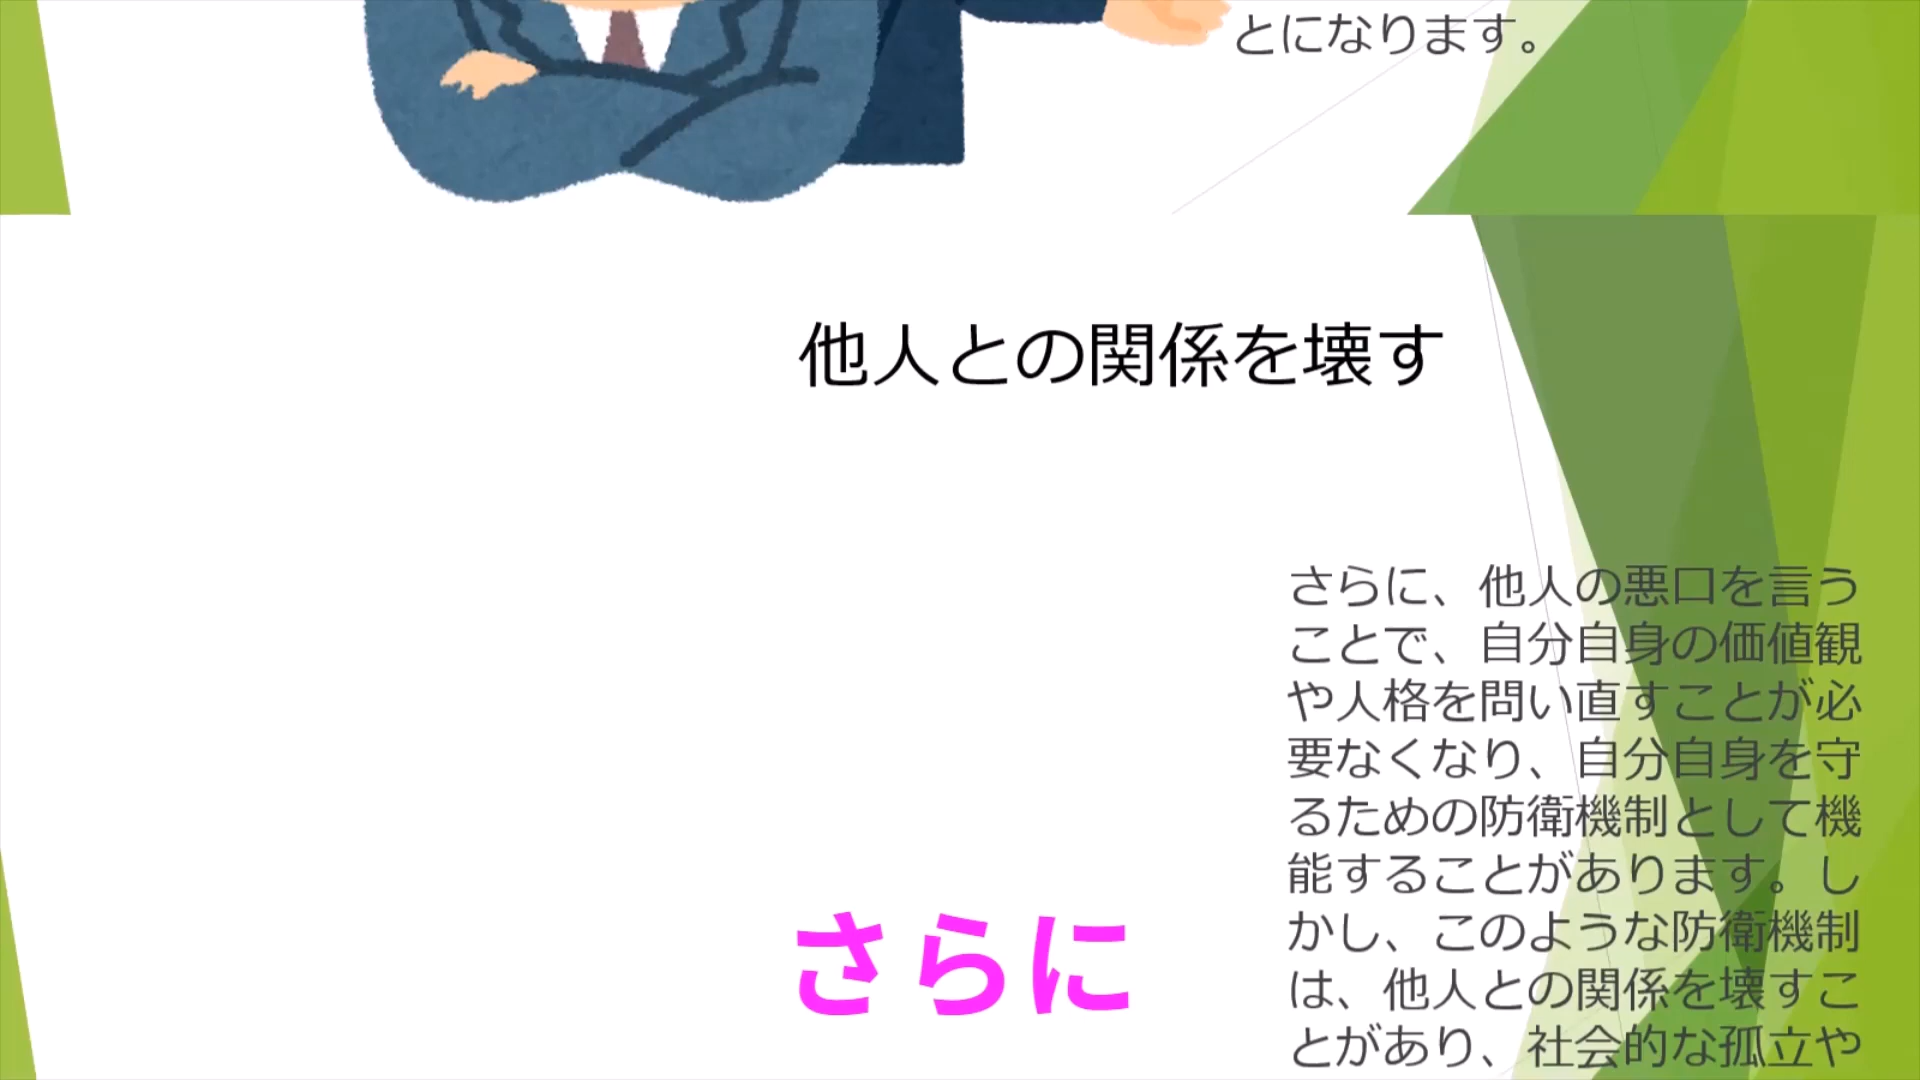 とになります。
他人との関係を壊す
さらに、他人の悪口を言う
ことで、自分自身の価値観
や人格を問い直すことが必
要なくなり、自分自身を守
るための防衛機制として機
能することがあります。し
かし、このような防衛機制
は、他人との関係を壊すこ
とがあり、社会的な孤立や
さらに